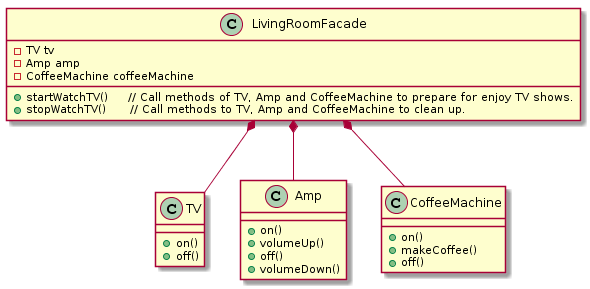 C LivingRoomFacade
TV tv
Amp amp
CoffeeMachine coffeeMachine
startWatchTV() // Call methods of TV, Amp and CoffeeMachine to prepare for enjoy TV shows.
stopWatchTV() // Call methods to TV, Amp and CoffeeMachine to clean up.
C TV
on()
off()
C Amp
on()
volumeUp()
off()
volumeDown()
C CoffeeMachine
on()
makeCoffee()
off()